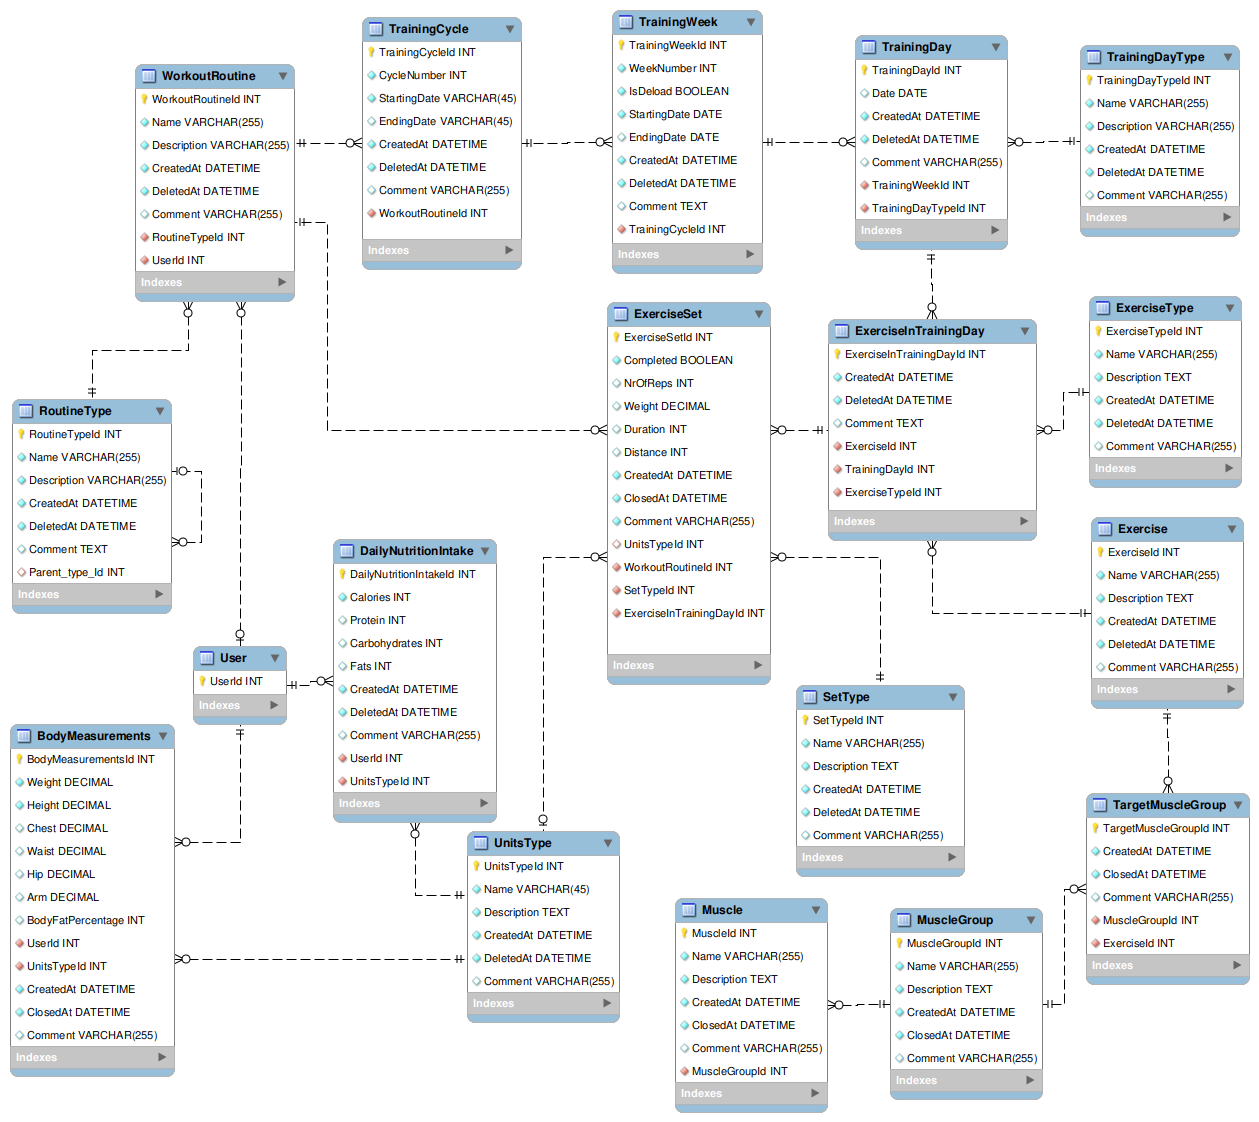 WorkoutRoutine
WorkoutRoutineId INT
Name VARCHAR(255)
Description VARCHAR(255)
CreatedAt DATETIME
DeletedAt DATETIME
Comment VARCHAR(255)
RoutineTypeId INT
UserId INT
Indexes
TrainingCycle
TrainingCycleId INT
CycleNumber INT
StartingDate VARCHAR(45)
EndingDate VARCHAR(45)
CreatedAt DATETIME
DeletedAt DATETIME
Comment VARCHAR(255)
WorkoutRoutineId INT
Indexes
TrainingWeek
TrainingWeekId INT
WeekNumber INT
IsDeload BOOLEAN
StartingDate DATE
EndingDate DATE
CreatedAt DATETIME
DeletedAt DATETIME
Comment TEXT
TrainingCycleId INT
Indexes
TrainingDay
TrainingDayId INT
Date DATE
CreatedAt DATETIME
DeletedAt DATETIME
Comment VARCHAR(255)
TrainingWeekId INT
TrainingDayTypeId INT
Indexes
TrainingDayType
TrainingDayTypeId INT
Name VARCHAR(255)
Description VARCHAR(255)
CreatedAt DATETIME
DeletedAt DATETIME
Comment VARCHAR(255)
Indexes
ExerciseSet
ExerciseSetId INT
Completed BOOLEAN
NrOfReps INT
Weight DECIMAL
Duration INT
Distance INT
CreatedAt DATETIME
ClosedAt DATETIME
Comment VARCHAR(255)
UnitsTypeId INT
WorkoutRoutineId INT
SetTypeId INT
ExerciseInTrainingDayId INT
Indexes
ExerciseInTrainingDay
ExerciseInTrainingDayId INT
CreatedAt DATETIME
DeletedAt DATETIME
Comment TEXT
ExerciseId INT
TrainingDayId INT
ExerciseTypeId INT
Indexes
ExerciseType
ExerciseTypeId INT
Name VARCHAR(255)
Description TEXT
CreatedAt DATETIME
DeletedAt DATETIME
Comment VARCHAR(255)
Indexes
RoutineType
RoutineTypeId INT
Name VARCHAR(255)
Description VARCHAR(255)
CreatedAt DATETIME
DeletedAt DATETIME
Comment TEXT
Parent_type_Id INT
Indexes
DailyNutritionIntake
DailyNutritionIntakeId INT
Calories INT
Protein INT
Carbohydrates INT
Fats INT
CreatedAt DATETIME
DeletedAt DATETIME
Comment VARCHAR(255)
UserId INT
UnitsTypeId INT
Indexes
Exercise
ExerciseId INT
Name VARCHAR(255)
Description TEXT
CreatedAt DATETIME
DeletedAt DATETIME
Comment VARCHAR(255)
Indexes
User
UserId INT
Indexes
BodyMeasurements
BodyMeasurementsId INT
Weight DECIMAL
Height DECIMAL
Chest DECIMAL
Waist DECIMAL
Hip DECIMAL
Arm DECIMAL
BodyFatPercentage INT
UserId INT
UnitsTypeId INT
CreatedAt DATETIME
ClosedAt DATETIME
Comment VARCHAR(255)
Indexes
UnitsType
UnitsTypeId INT
Name VARCHAR(45)
Description TEXT
CreatedAt DATETIME
DeletedAt DATETIME
Comment VARCHAR(255)
Indexes
SetType
SetTypeId INT
Name VARCHAR(255)
Description TEXT
CreatedAt DATETIME
DeletedAt DATETIME
Comment VARCHAR(255)
Indexes
TargetMuscleGroup
TargetMuscleGroupId INT
CreatedAt DATETIME
ClosedAt DATETIME
Comment VARCHAR(255)
MuscleGroupId INT
ExerciseId INT
Indexes
Muscle
MuscleId INT
Name VARCHAR(255)
Description TEXT
CreatedAt DATETIME
ClosedAt DATETIME
Comment VARCHAR(255)
MuscleGroupId INT
Indexes
MuscleGroup
MuscleGroupId INT
Name VARCHAR(255)
Description TEXT
CreatedAt DATETIME
ClosedAt DATETIME
Comment VARCHAR(255)
Indexes